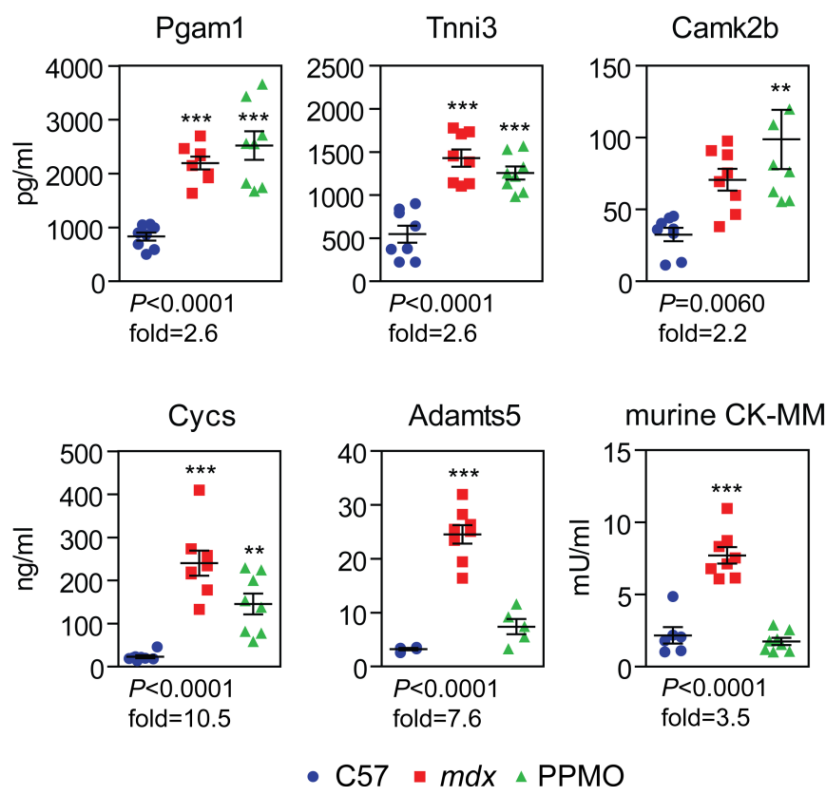 Pgam1
Tnni3
Camk2b
pg/ml
4000
3000
2000
1000
0
***
***
P<0.0001
fold=2.6
2500
2000
1500
1000
500
0
***
***
P<0.0001
fold=2.6
150
100
50
0
**
P=0.0060
fold=2.2
Cycs
Adamts5
murine CK-MM
ng/ml
500
400
300
200
100
0
***
**
P<0.0001
fold=10.5
40
30
20
10
0
***
P<0.0001
fold=7.6
mU/ml
15
10
5
0
***
P<0.0001
fold=3.5
C57 mdx PPMO